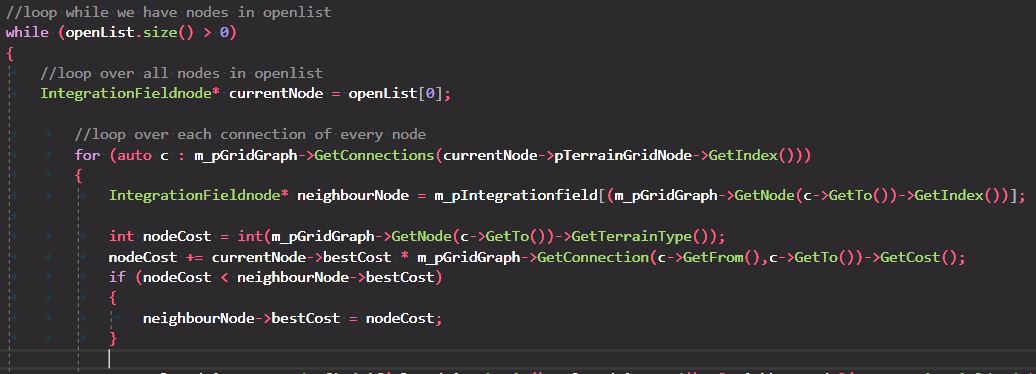 //loop while we have nodes in openlist
while (openList.size() > 0)
{
//loop over all nodes in openlist
IntegrationFieldnode* currentNode = openList[0];
//loop over each connection of every node
for (auto c : m_pGridGraph->GetConnections(currentNode->pTerrainGridNode->GetIndex()))
{
IntegrationFieldnode* neighbourNode = m_pIntegrationfield[(m_pGridGraph->GetNode(c->GetTo())->GetIndex())];
int nodeCost = int(m_pGridGraph->GetNode(c->GetTo())->GetTerrainType());
nodeCost += currentNode->bestCost * m_pGridGraph->GetConnection(c->GetFrom(),c->GetTo())->GetCost();
if (nodeCost < neighbourNode->bestCost)
{
neighbourNode->bestCost = nodeCost;
}